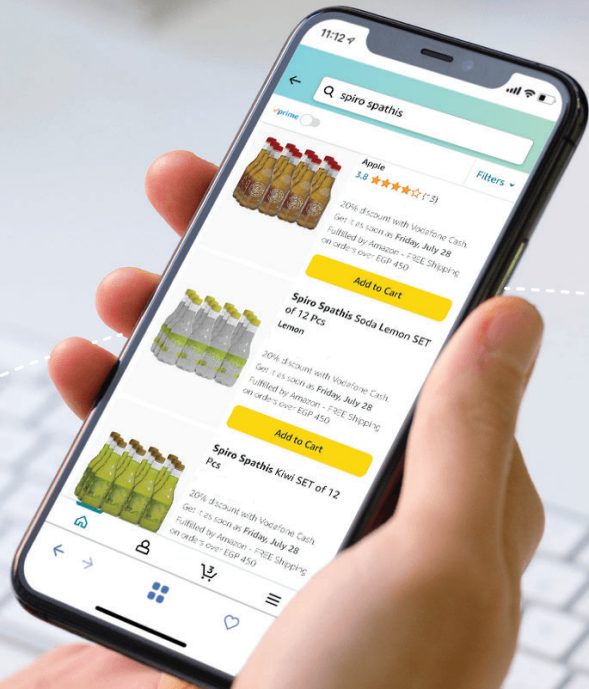 11:12
spiro spathis
prime
Filters
Apple
3.8
20% discount with Vodafone Cash
Get it as soon as Friday, July 28
Fulfilled by Amazon - FREE Shipping
on orders over EGP 450
Add to Cart
Spiro Spathis Soda Lemon SET
of 12 Pcs
Lemon
20% discount with Vodafone Cash
Get it as soon as Friday, July 28
Fulfilled by Amazon - FREE Shipping
on orders over EGP 450
Add to Cart
Spiro Spathis Kiwi SET of 12
Pcs
20% discount with Vodafone Cash
Get it as soon as Friday, July 28
Fulfilled by Amazon - FREE Shipping
on orders over EGP 450
3